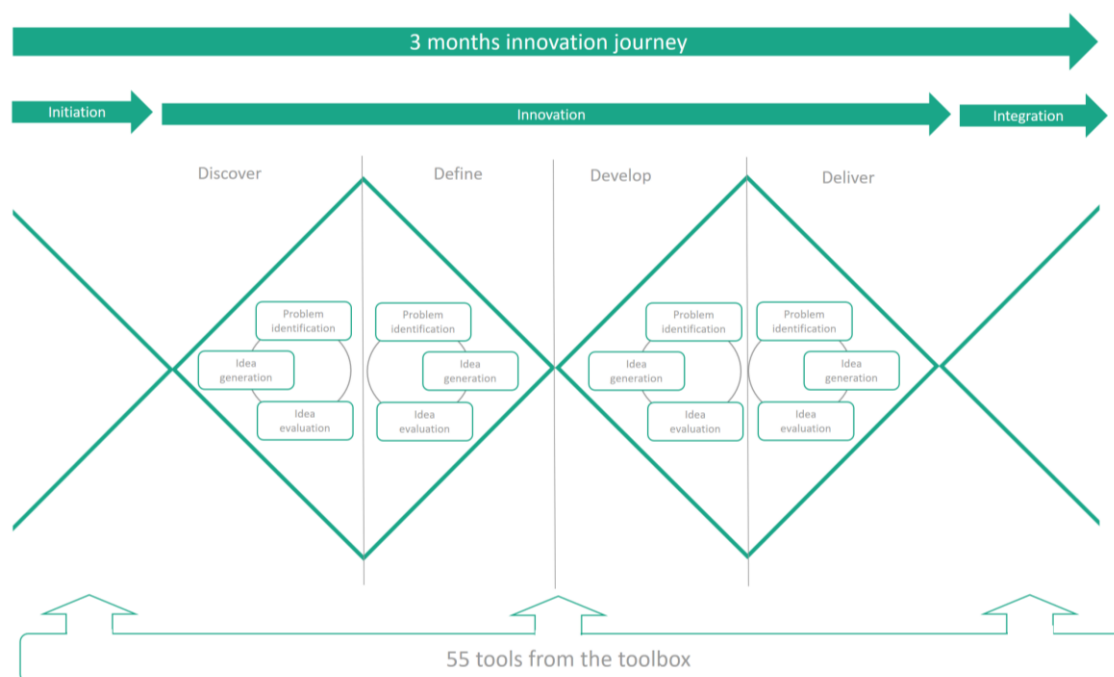 3 months innovation journey
Initiation
Innovation
Integration
Discover
Define
Develop
Deliver
Problem
identification
Idea
generation
Idea
evaluation
Problem
identification
Idea
generation
Idea
evaluation
Problem
identification
Idea
generation
Idea
evaluation
Problem
identification
Idea
generation
Idea
evaluation
55 tools from the toolbox